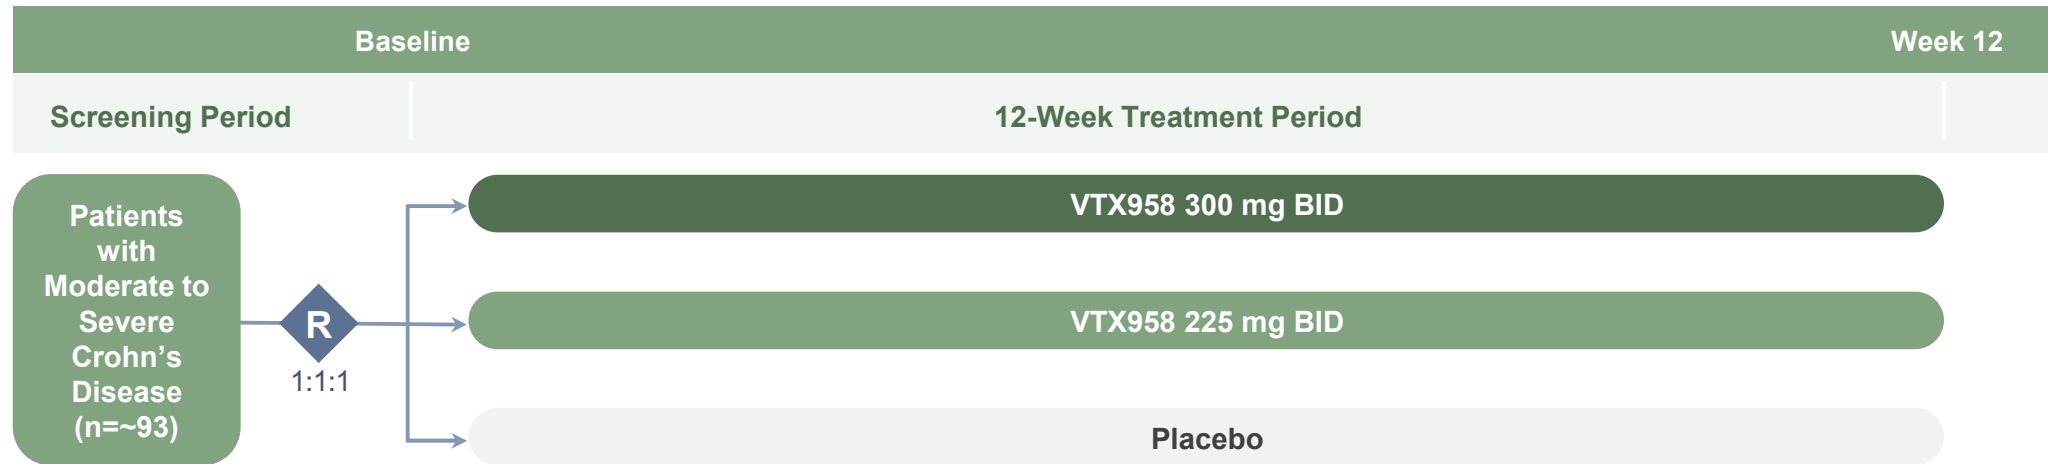 Baseline
Week 12
Screening Period
12-Week Treatment Period
Patients
with
Moderate to
Severe
Crohn’s
Disease
(n=~93)
R
1:1:1
VTX958 300 mg BID
VTX958 225 mg BID
Placebo